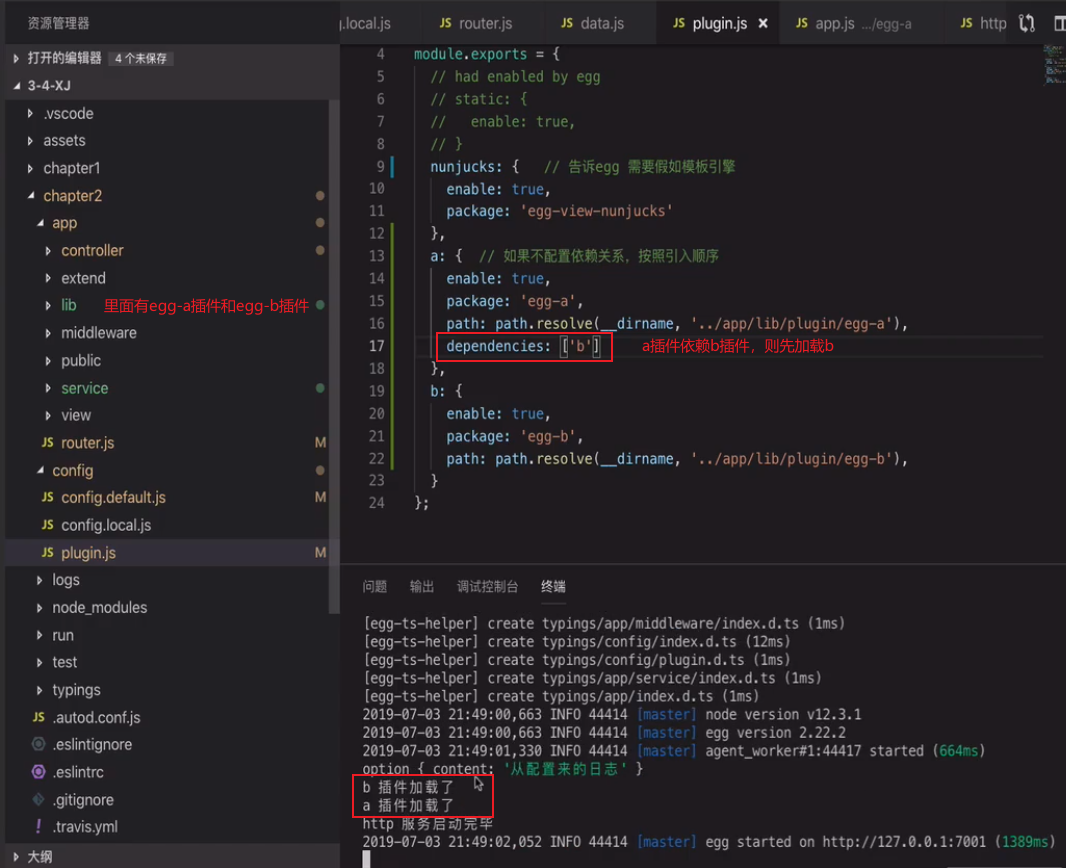 资源管理器
g.local.js
JS router.js
JS data.js
JS plugin.js ×
JS app.js .../egg-a
JS http
打开的编辑器 4 个未保存
3-4-XJ
.vscode
assets
chapter1
chapter2
app
controller
extend
lib 里面有egg-a插件和egg-b插件
middleware
public
service
view
JS router.js M
config
JS config.default.js M
JS config.local.js
JS plugin.js M
logs
node_modules
run
test
typings
JS .autod.conf.js
.eslintignore
.eslintrc
.gitignore
! .travis.yml
大纲
4 module.exports = {
5 // had enabled by egg
6 // static: {
7 //   enable: true,
8 // }
9 nunjucks: { // 告诉egg 需要假如模板引擎
10 enable: true,
11 package: 'egg-view-nunjucks'
12 },
13 a: { // 如果不配置依赖关系，按照引入顺序
14 enable: true,
15 package: 'egg-a',
16 path: path.resolve(__dirname, '../app/lib/plugin/egg-a'),
17 dependencies: ['b'] a插件依赖b插件，则先加载b
18 },
19 b: {
20 enable: true,
21 package: 'egg-b',
22 path: path.resolve(__dirname, '../app/lib/plugin/egg-b'),
23 }
24 };
问题 输出 调试控制台 终端
[egg-ts-helper] create typings/app/middleware/index.d.ts (1ms)
[egg-ts-helper] create typings/config/index.d.ts (12ms)
[egg-ts-helper] create typings/config/plugin.d.ts (1ms)
[egg-ts-helper] create typings/app/service/index.d.ts (1ms)
[egg-ts-helper] create typings/app/index.d.ts (1ms)
2019-07-03 21:49:00,663 INFO 44414 [master] node version v12.3.1
2019-07-03 21:49:00,663 INFO 44414 [master] egg version 2.22.2
2019-07-03 21:49:01,330 INFO 44414 [master] agent_worker#1:44417 started (664ms)
option { content: '从配置来的日志' }
b 插件加载了
a 插件加载了
http 服务启动完毕
2019-07-03 21:49:02,052 INFO 44414 [master] egg started on http://127.0.0.1:7001 (1389ms)